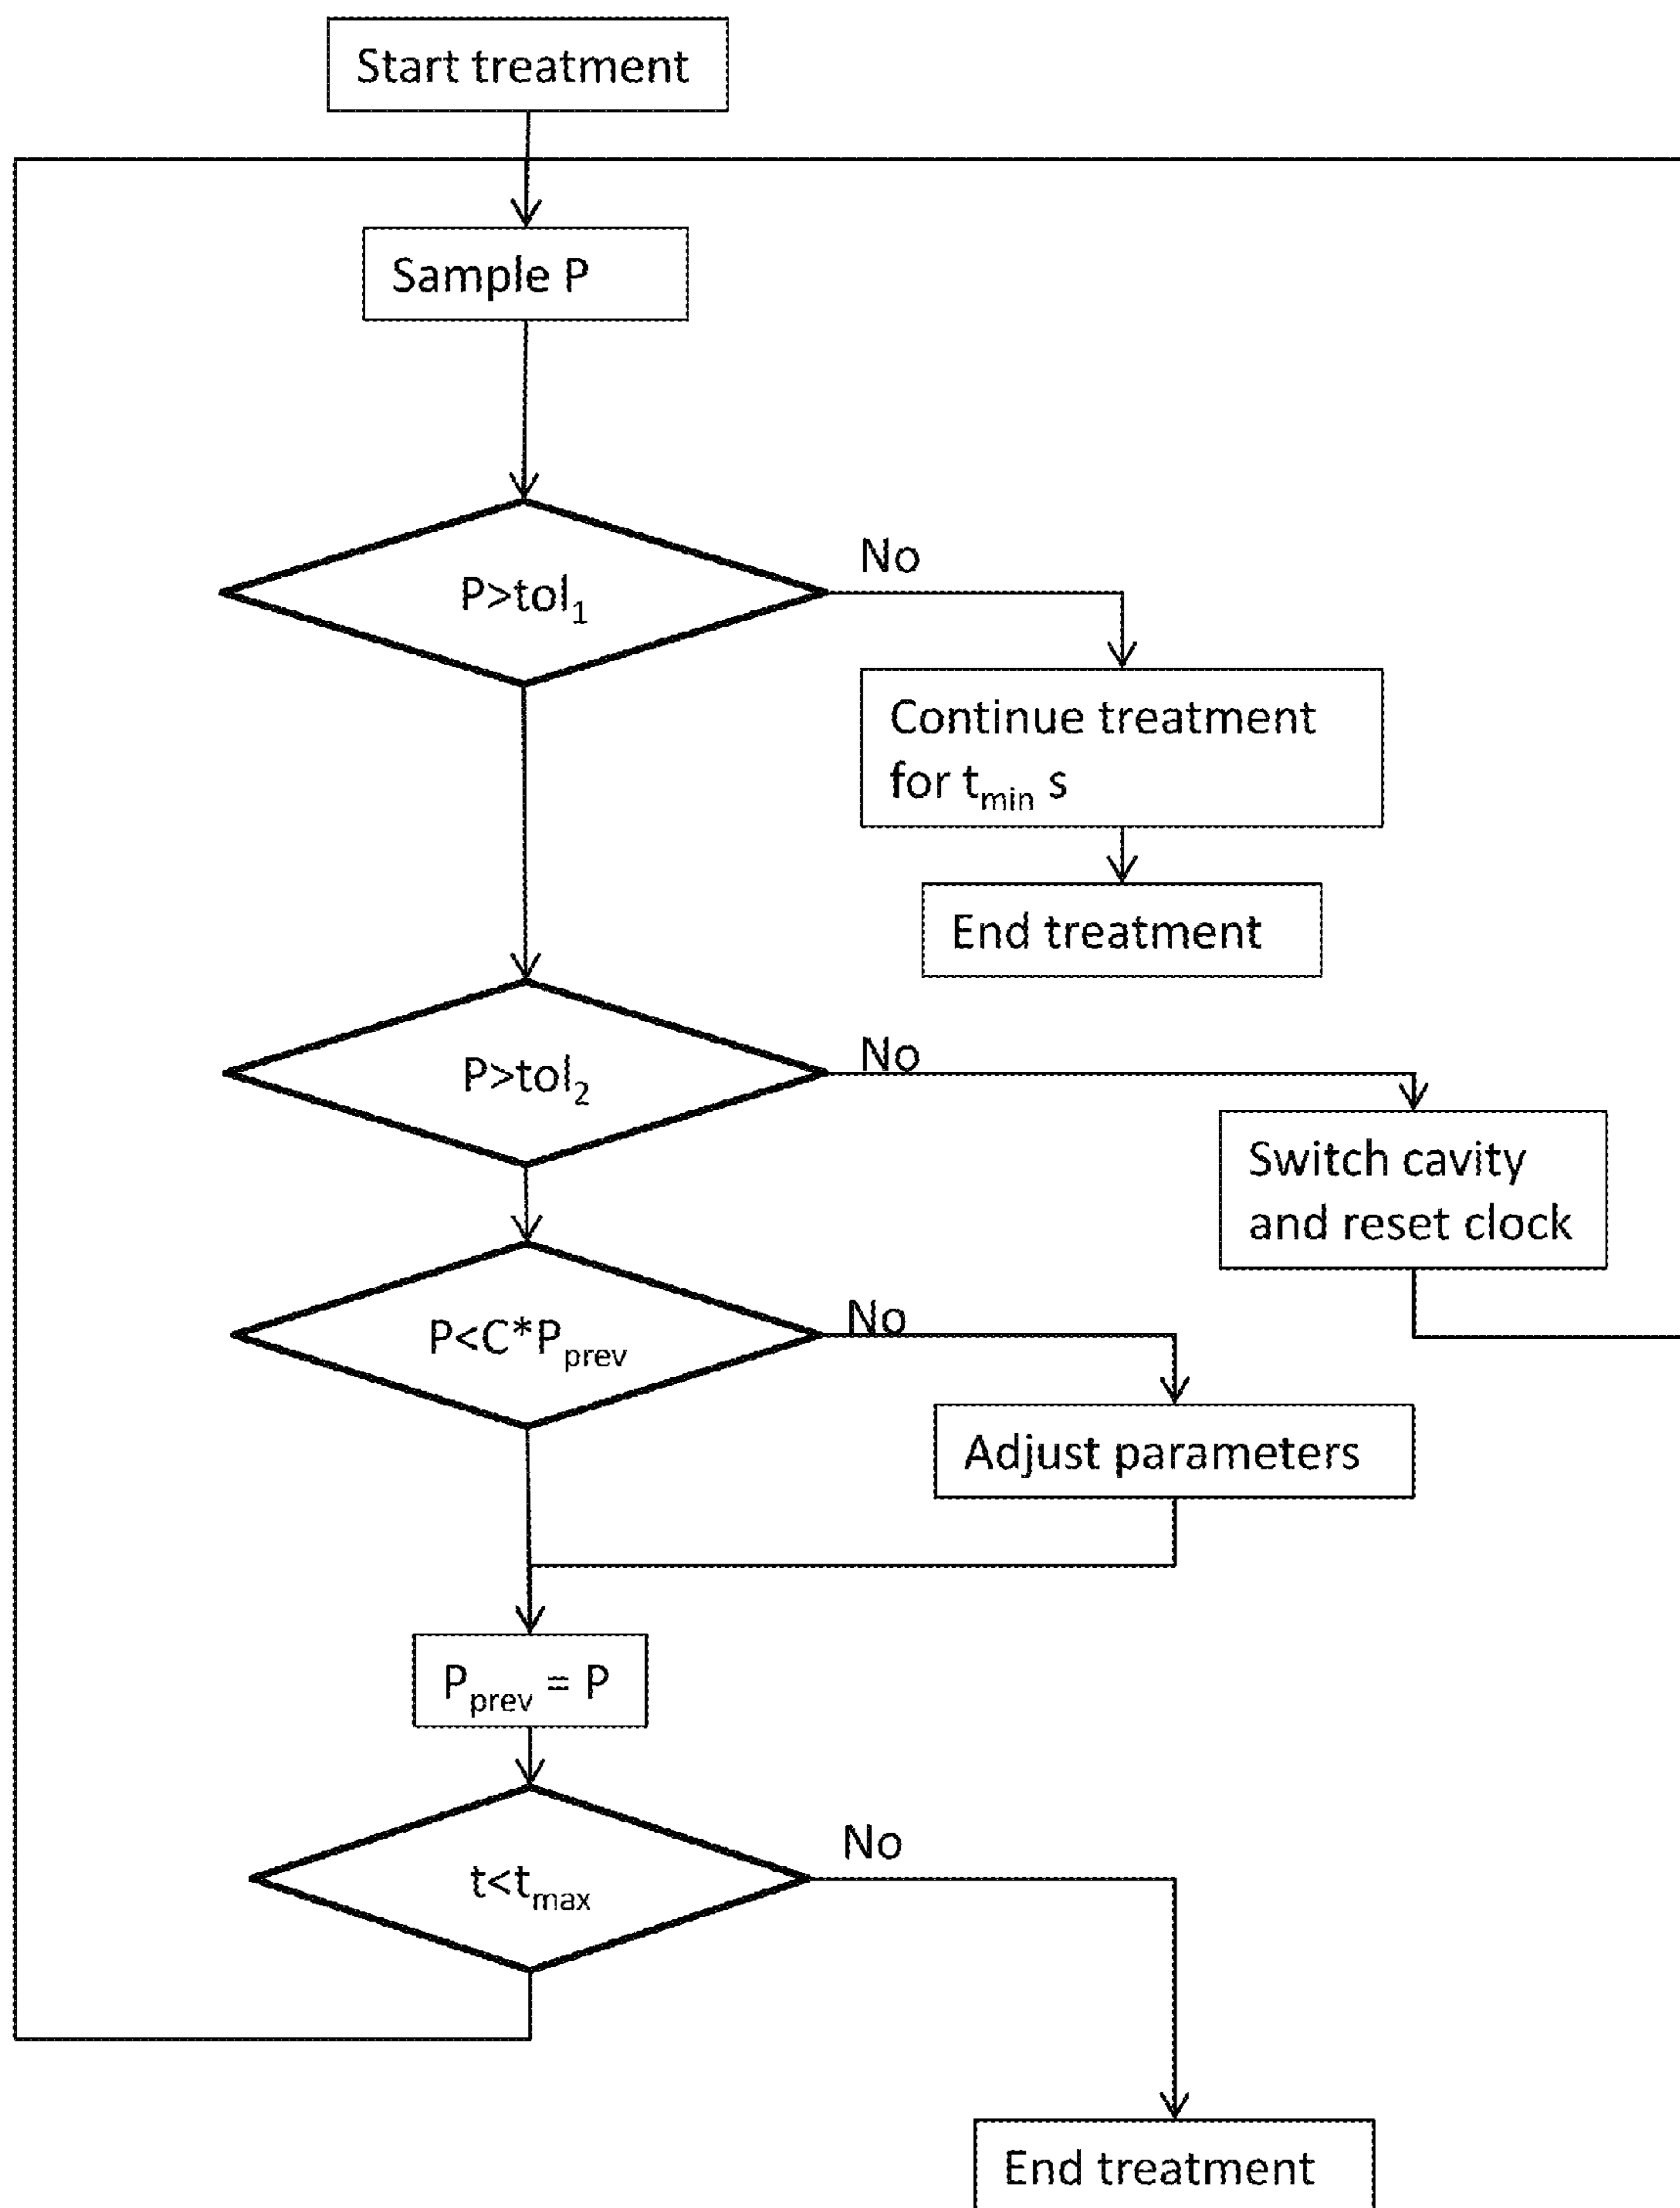 Start treatment
Sample P
P>tol₁
No
Continue treatment
for tₘᵢₙ s
End treatment
P>tol₂
No
Switch cavity
and reset clock
P<C*Pprev
No
Adjust parameters
Pprev = P
t<tmax
No
End treatment